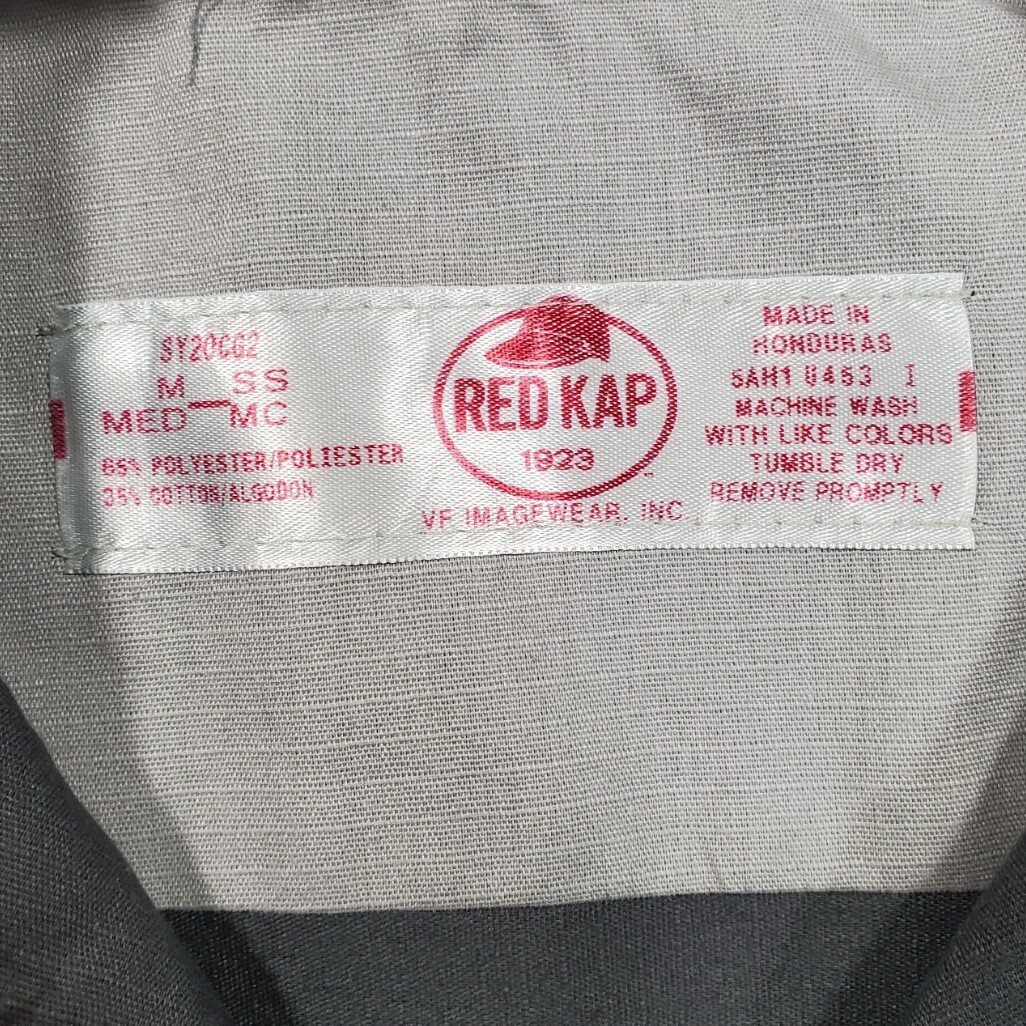 SY20CG2
M SS
MED MC
65% POLYESTER/POLIESTER
35% COTTON/ALGODON
RED KAP
1923
VF IMAGEWEAR, INC.
MADE IN
HONDURAS
5AH1 U453 I
MACHINE WASH
WITH LIKE COLORS
TUMBLE DRY
REMOVE PROMPTLY